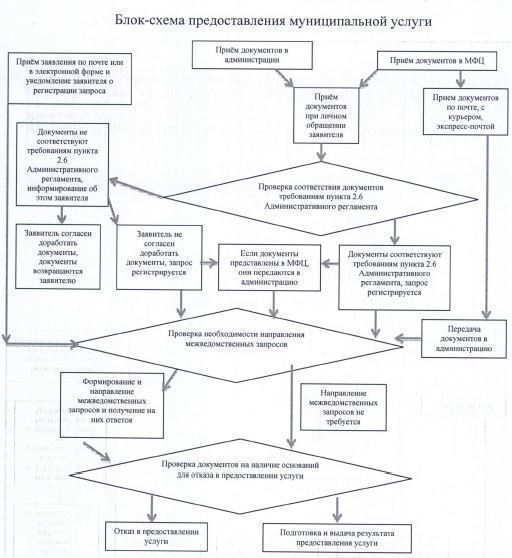 Блок-схема предоставления муниципальной услуги
Приём заявления по почте или
в электронной форме и
уведомление заявителя о
регистрации запроса
Приём документов в
администрации
Приём документов в МФЦ
Приём
документов
при личном
обращении
заявителя
Прием документов
по почте, с
курьером,
экспресс-почтой
Документы не
соответствуют
требованиям пункта
2.6
Административного
регламента,
информирование об
этом заявителя
Проверка соответствия документов
требованиям пункта 2.6
Административного регламента
Заявитель согласен
доработать
документы,
документы
возвращаются
заявителю
Заявитель не
согласен
доработать
документы, запрос
регистрируется
Если документы
представлены в МФЦ,
они передаются в
администрацию
Документы соответствуют
требованиям пункта 2.6
Административного
регламента, запрос
регистрируется
Передача
документов в
администрацию
Проверка необходимости направления
межведомственных запросов
Формирование и
направление
межведомственных
запросов и получение на
них ответов
Направление
межведомственных
запросов не
требуется
Проверка документов на наличие оснований
для отказа в предоставлении услуги
Отказ в предоставлении
услуги
Подготовка и выдача результата
предоставления услуги